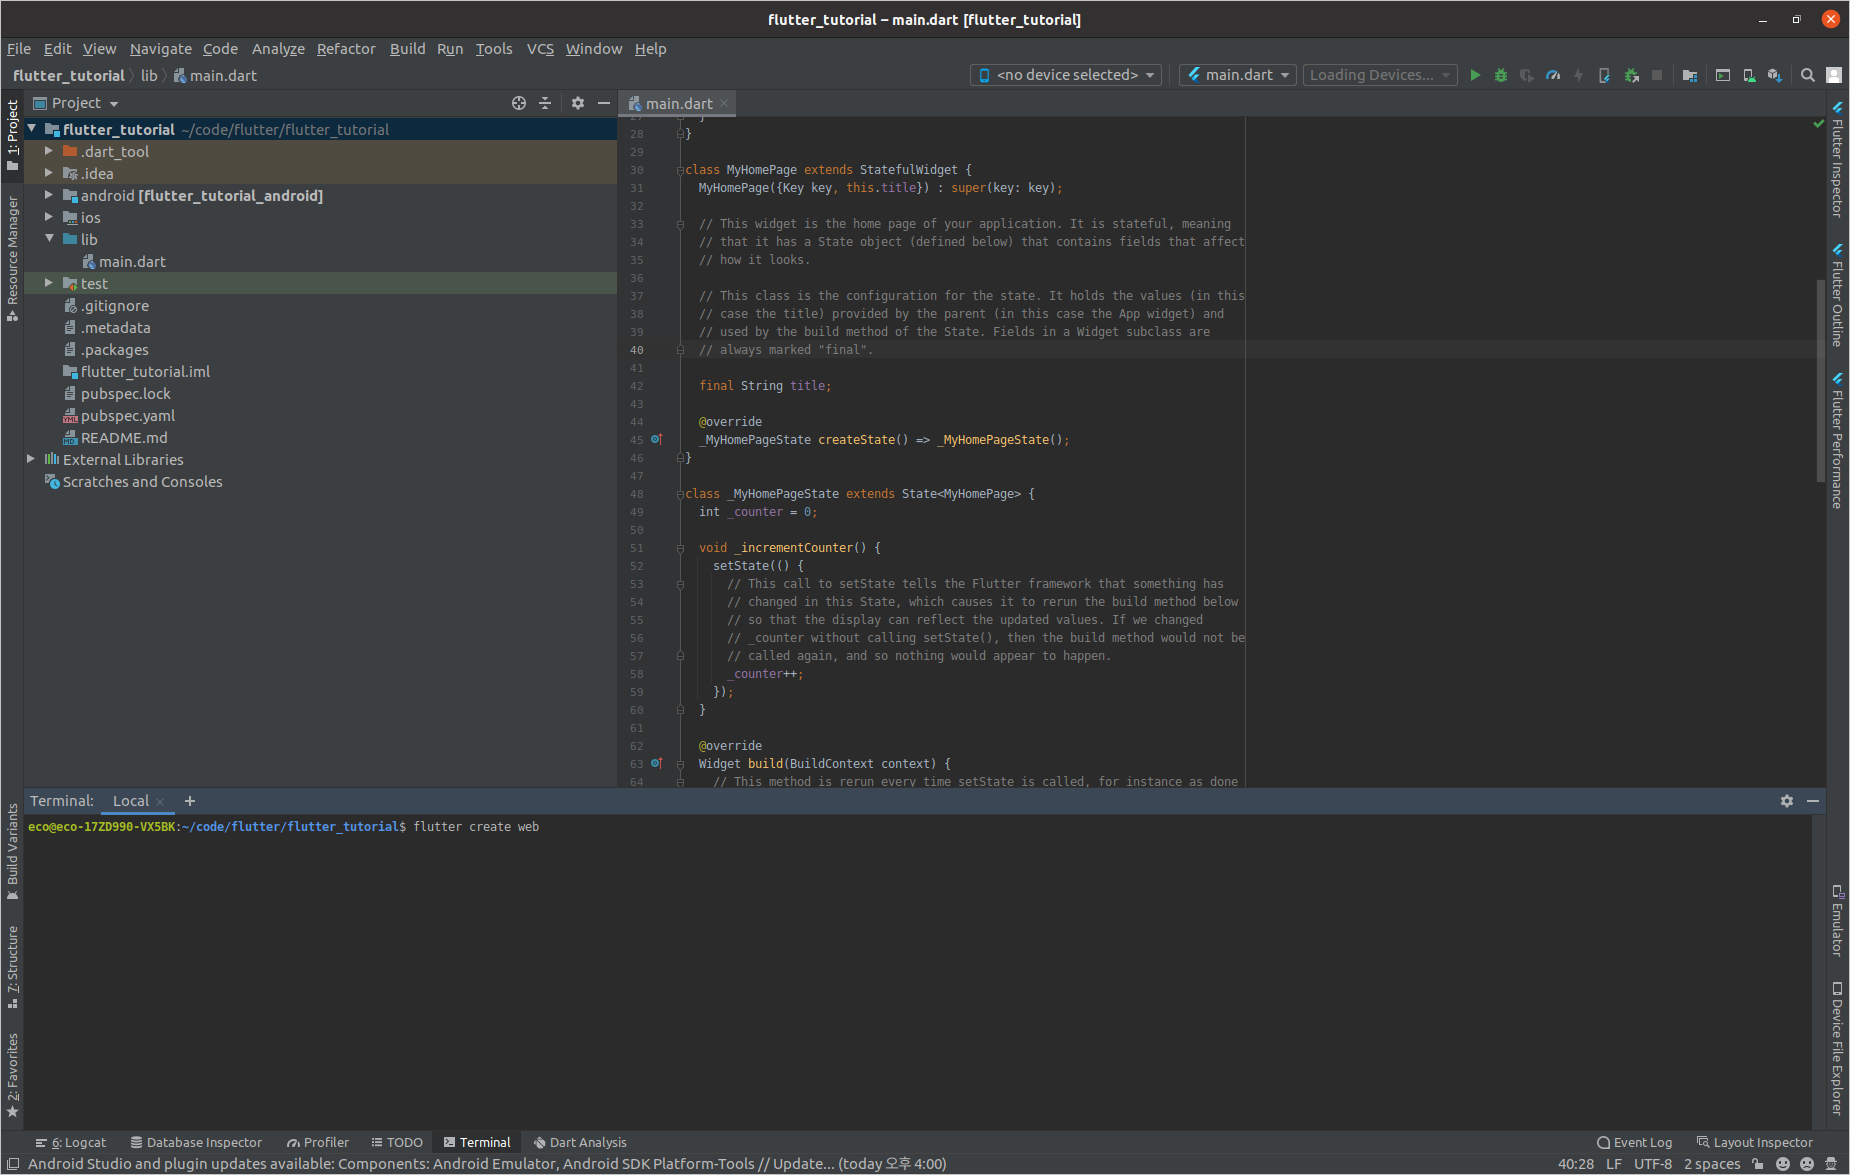 flutter_tutorial – main.dart [flutter_tutorial]
File Edit View Navigate Code Analyze Refactor Build Run Tools VCS Window Help
flutter_tutorial lib main.dart
<no device selected> main.dart Loading Devices...
1: Project
Resource Manager
Build Variants
7: Structure
2: Favorites
Project
flutter_tutorial ~/code/flutter/flutter_tutorial
.dart_tool
.idea
android [flutter_tutorial_android]
ios
lib
main.dart
test
.gitignore
.metadata
.packages
flutter_tutorial.iml
pubspec.lock
pubspec.yaml
README.md
External Libraries
Scratches and Consoles
main.dart
27 }
28 }
29
30 class MyHomePage extends StatefulWidget {
31 MyHomePage({Key key, this.title}) : super(key: key);
32
33 // This widget is the home page of your application. It is stateful, meaning
34 // that it has a State object (defined below) that contains fields that affect
35 // how it looks.
36
37 // This class is the configuration for the state. It holds the values (in this
38 // case the title) provided by the parent (in this case the App widget) and
39 // used by the build method of the State. Fields in a Widget subclass are
40 // always marked "final".
41
42 final String title;
43
44 @override
45 _MyHomePageState createState() => _MyHomePageState();
46 }
47
48 class _MyHomePageState extends State<MyHomePage> {
49 int _counter = 0;
50
51 void _incrementCounter() {
52 setState(() {
53 // This call to setState tells the Flutter framework that something has
54 // changed in this State, which causes it to rerun the build method below
55 // so that the display can reflect the updated values. If we changed
56 // _counter without calling setState(), then the build method would not be
57 // called again, and so nothing would appear to happen.
58 _counter++;
59 });
60 }
61
62 @override
63 Widget build(BuildContext context) {
64 // This method is rerun every time setState is called, for instance as done
Flutter Inspector
Flutter Outline
Flutter Performance
Emulator
Device File Explorer
Terminal: Local
eco@eco-17ZD990-VX5BK:~/code/flutter/flutter_tutorial$ flutter create web
6: Logcat Database Inspector Profiler TODO Terminal Dart Analysis Event Log Layout Inspector
Android Studio and plugin updates available: Components: Android Emulator, Android SDK Platform-Tools // Update... (today 오후 4:00) 40:28 LF UTF-8 2 spaces